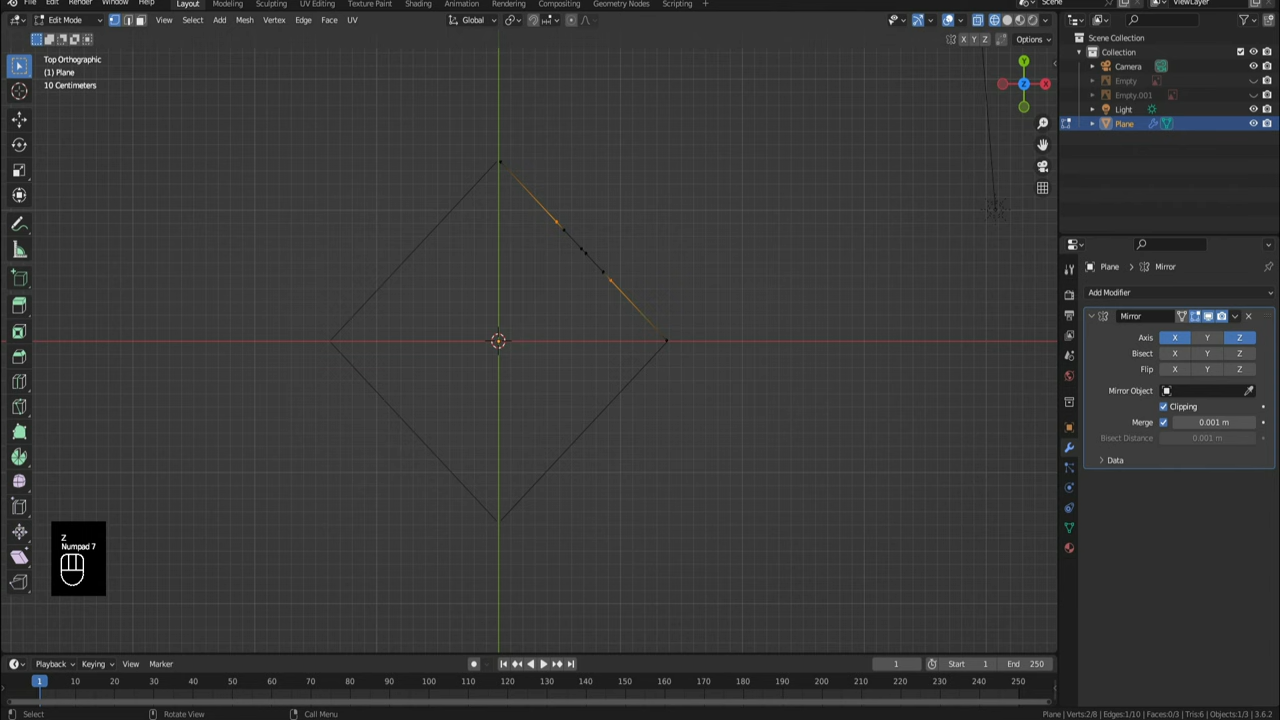 File Edit Render Window Help Layout Modeling Sculpting UV Editing Texture Paint Shading Animation Rendering Compositing Geometry Nodes Scripting + Scene ViewLayer
Edit Mode View Select Add Mesh Vertex Edge Face UV Global
X Y Z Options
Top Orthographic
(1) Plane
10 Centimeters
Y
Z X
Scene Collection
Collection
Camera
Empty
Empty.001
Light
Plane
Plane > Mirror
Add Modifier
Mirror
Axis X Y Z
Bisect X Y Z
Flip X Y Z
Mirror Object
Clipping
Merge 0.001 m
Bisect Distance 0.001 m
Data
Z
Numpad 7
Playback Keying View Marker 1 Start 1 End 250
1 10 20 30 40 50 60 70 80 90 100 110 120 130 140 150 160 170 180 190 200 210 220 230 240 250
Select Rotate View Call Menu Plane | Verts:2/8 | Edges:1/10 | Faces:0/3 | Tris:6 | Objects:1/3 | 3.6.2